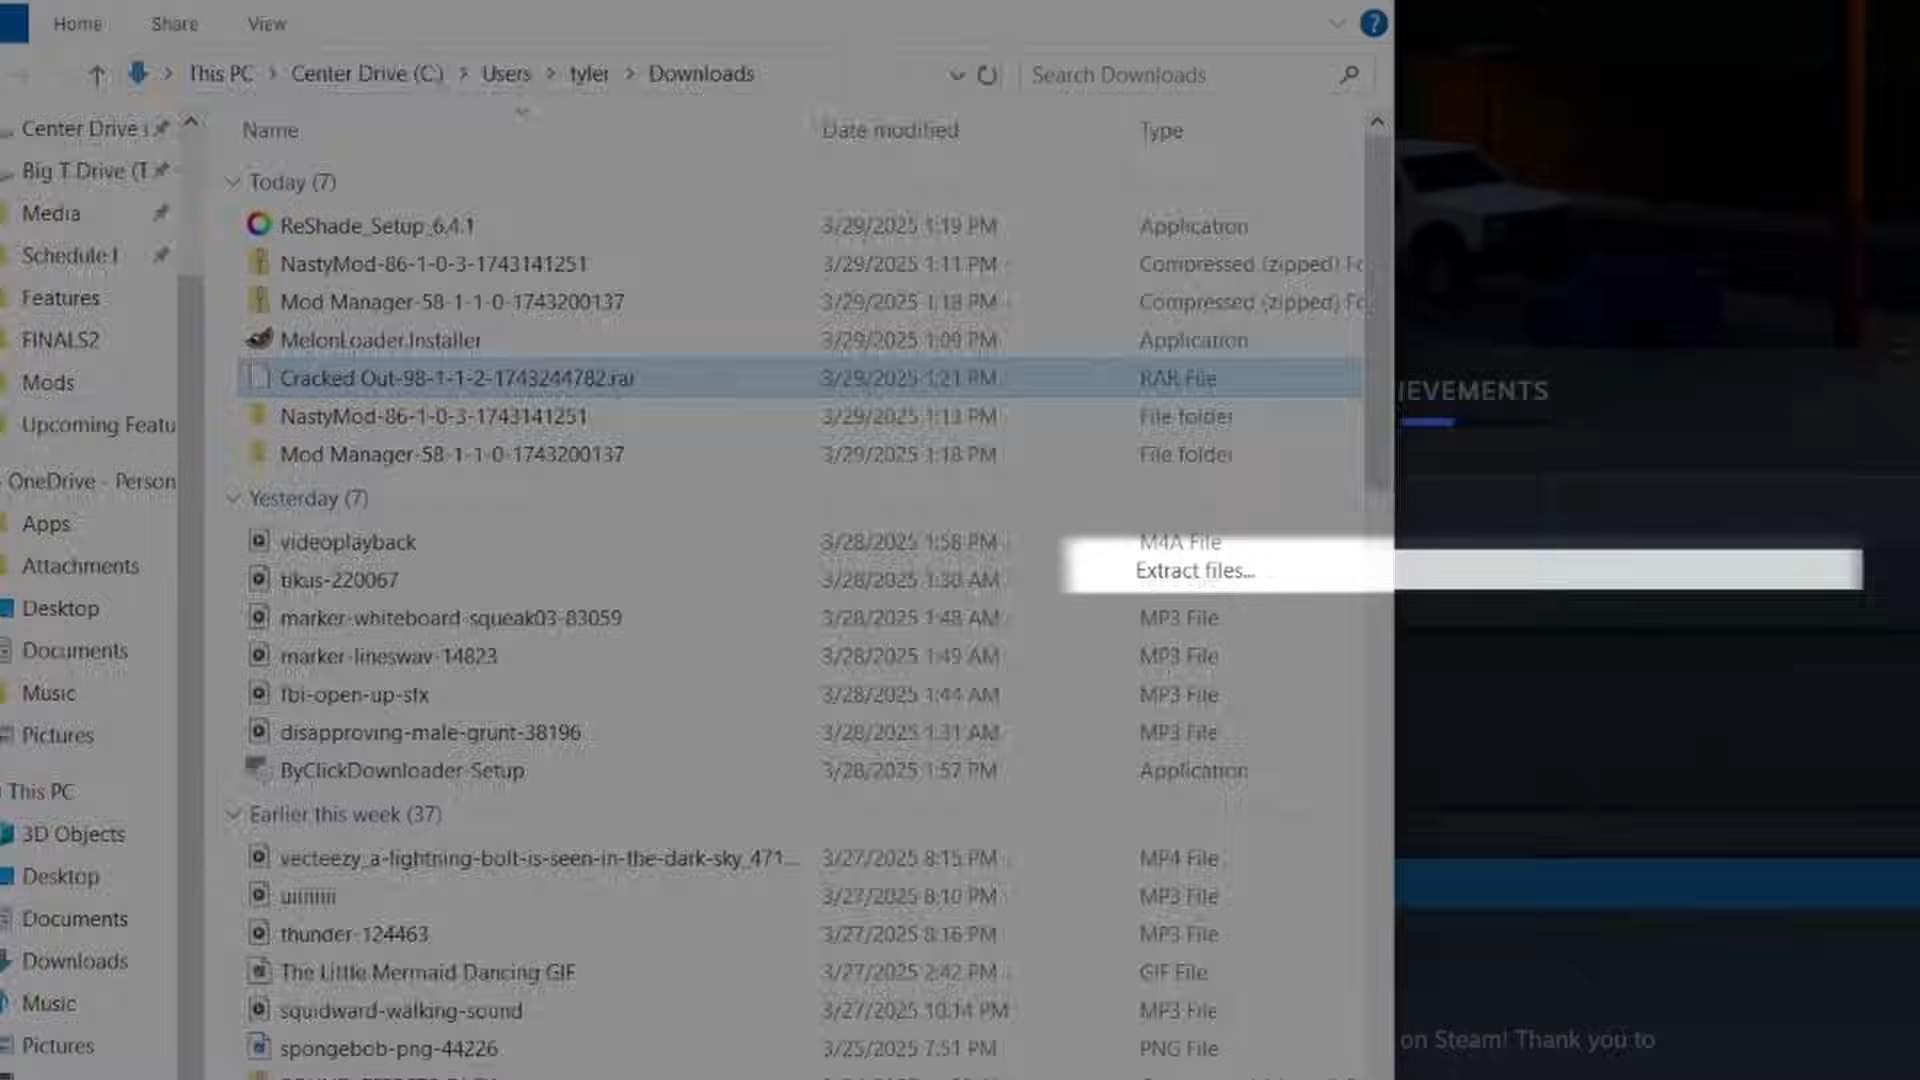 Home Share View
This PC Center Drive (C:) Users tyler Downloads Search Downloads
Name Date modified Type
Center Drive
Big T Drive (T
Media
Schedule I
Features
FINALS2
Mods
Upcoming Featu
OneDrive - Person
Apps
Attachments
Desktop
Documents
Music
Pictures
This PC
3D Objects
Desktop
Documents
Downloads
Music
Pictures
Today (7)
ReShade_Setup_6.4.1 3/29/2025 1:19 PM Application
NastyMod-86-1-0-3-1743141251 3/29/2025 1:11 PM Compressed (zipped) Fo
Mod Manager-58-1-1-0-1743200137 3/29/2025 1:18 PM Compressed (zipped) Fo
MelonLoader.Installer 3/29/2025 1:09 PM Application
Cracked Out-98-1-1-2-1743244782.rar 3/29/2025 1:21 PM RAR File
NastyMod-86-1-0-3-1743141251 3/29/2025 1:13 PM File folder
Mod Manager-58-1-1-0-1743200137 3/29/2025 1:18 PM File folder
Yesterday (7)
videoplayback 3/28/2025 1:58 PM M4A File
tikus-220067 3/28/2025 1:30 AM
Extract files...
marker-whiteboard-squeak03-83059 3/28/2025 1:48 AM MP3 File
marker-lineswav-14823 3/28/2025 1:49 AM MP3 File
fbi-open-up-sfx 3/28/2025 1:44 AM MP3 File
disapproving-male-grunt-38196 3/28/2025 1:31 AM MP3 File
ByClickDownloader-Setup 3/28/2025 1:57 PM Application
Earlier this week (37)
vecteezy_a-lightning-bolt-is-seen-in-the-dark-sky_471... 3/27/2025 8:15 PM MP4 File
3/27/2025 8:10 PM MP3 File
thunder-124463 3/27/2025 8:16 PM MP3 File
The Little Mermaid Dancing GIF 3/27/2025 2:42 PM GIF File
squidward-walking-sound 3/27/2025 10:14 PM MP3 File
spongebob-png-44226 3/25/2025 7:51 PM PNG File
IEVEMENTS
on Steam! Thank you to